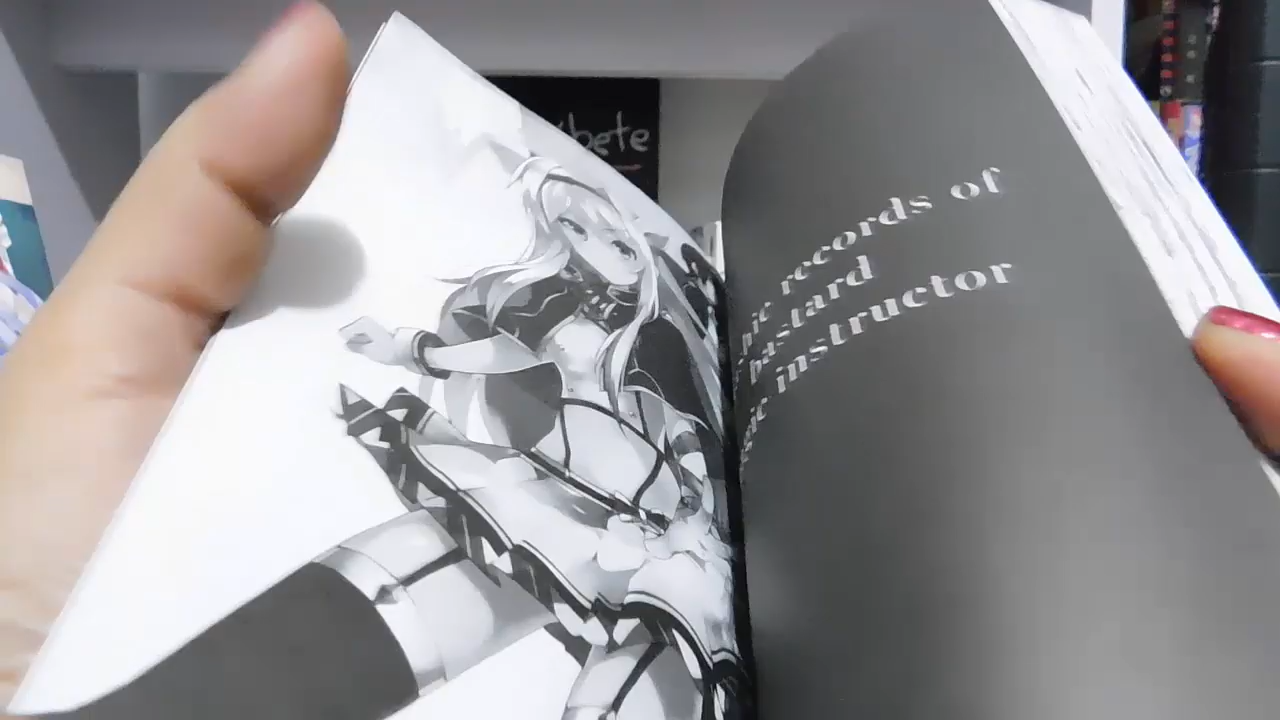 bete
records of
bastard
instructor